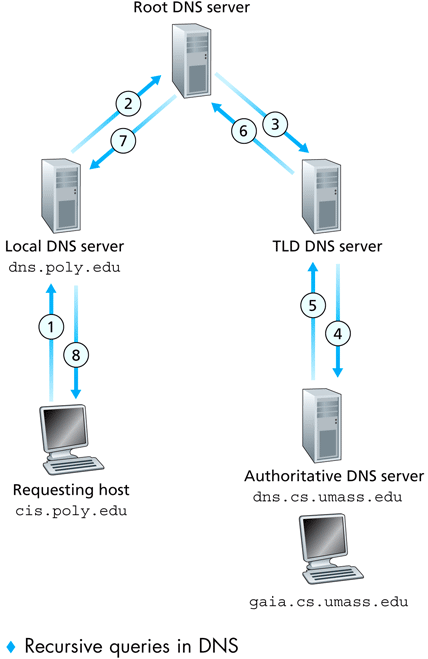 Root DNS server
2
7
3
6
Local DNS server
dns.poly.edu
TLD DNS server
1
8
5
4
Requesting host
cis.poly.edu
Authoritative DNS server
dns.cs.umass.edu
gaia.cs.umass.edu
Recursive queries in DNS